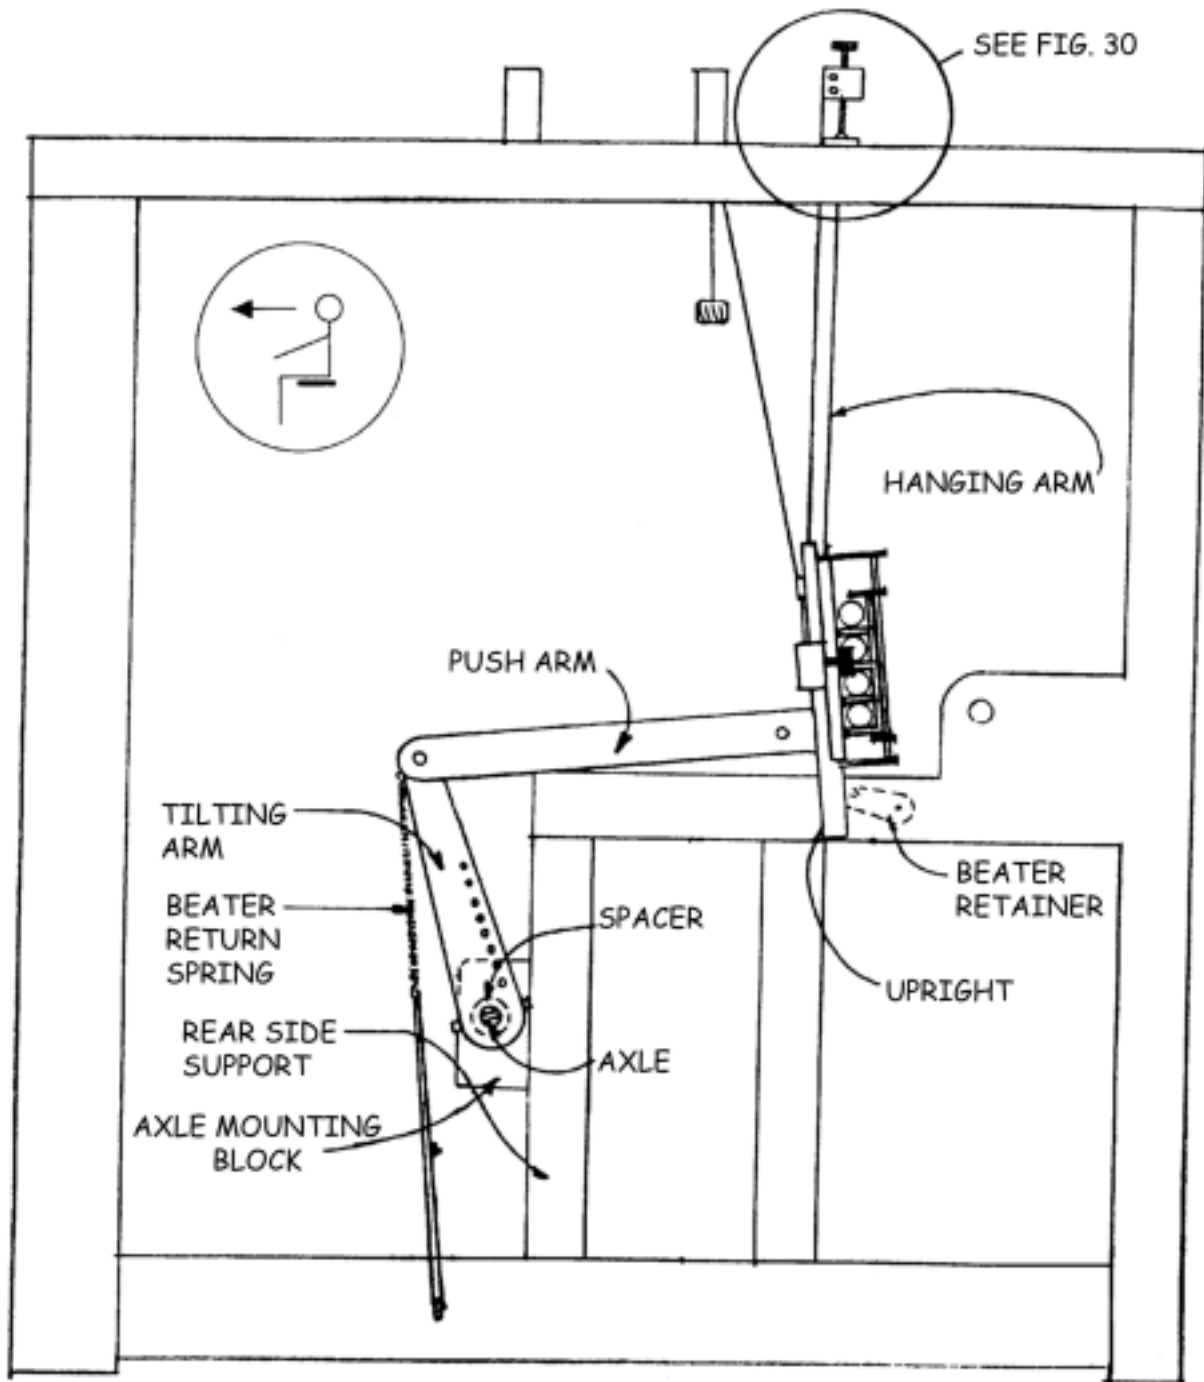 SEE FIG. 30
HANGING ARM
PUSH ARM
TILTING
ARM
BEATER
RETURN
SPRING
SPACER
BEATER
RETAINER
UPRIGHT
REAR SIDE
SUPPORT
AXLE
AXLE MOUNTING
BLOCK